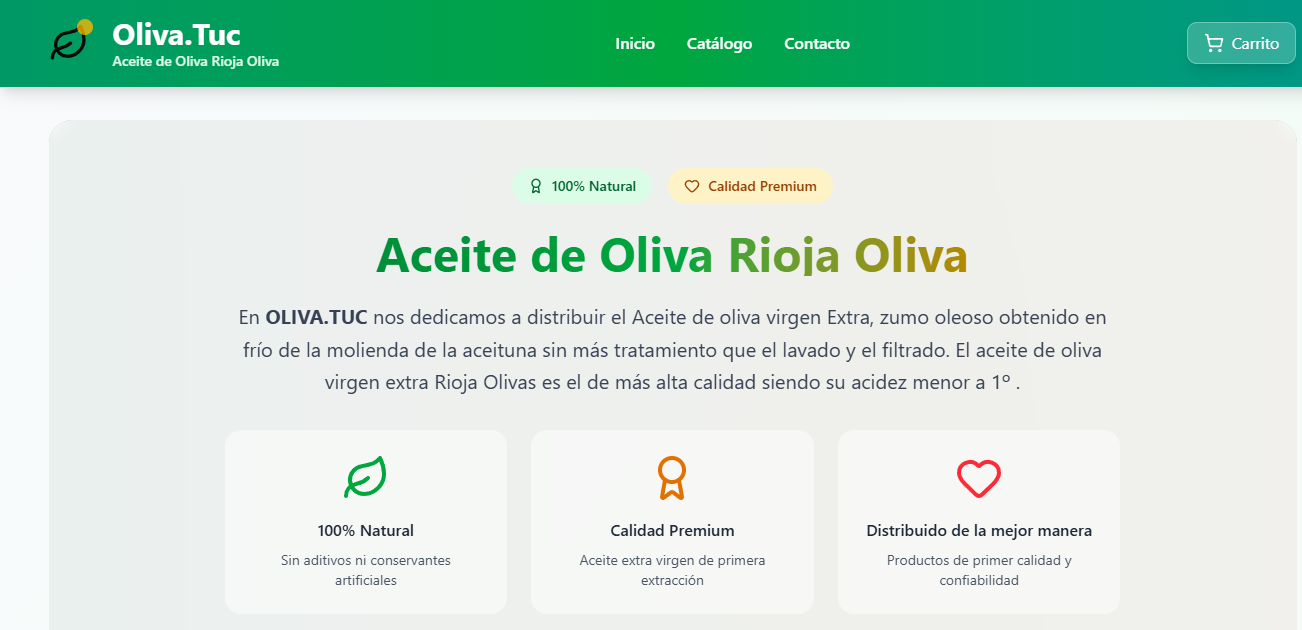 Oliva.Tuc
Aceite de Oliva Rioja Oliva
Inicio
Catálogo
Contacto
Carrito
100% Natural
Calidad Premium
Aceite de Oliva Rioja Oliva
En OLIVA.TUC nos dedicamos a distribuir el Aceite de oliva virgen Extra, zumo oleoso obtenido en
frío de la molienda de la aceituna sin más tratamiento que el lavado y el filtrado. El aceite de oliva
virgen extra Rioja Olivas es el de más alta calidad siendo su acidez menor a 1º .
100% Natural
Sin aditivos ni conservantes
artificiales
Calidad Premium
Aceite extra virgen de primera
extracción
Distribuido de la mejor manera
Productos de primer calidad y
confiabilidad